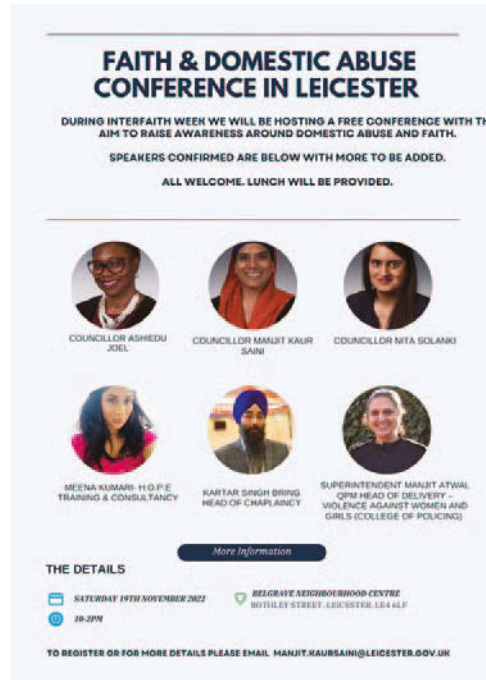 FAITH & DOMESTIC ABUSE
CONFERENCE IN LEICESTER
DURING INTERFAITH WEEK WE WILL BE HOSTING A FREE CONFERENCE WITH TH
AIM TO RAISE AWARENESS AROUND DOMESTIC ABUSE AND FAITH.
SPEAKERS CONFIRMED ARE BELOW WITH MORE TO BE ADDED.
ALL WELCOME. LUNCH WILL BE PROVIDED.
COUNCILLOR ASHIEDU
JOEL
COUNCILLOR MANJIT KAUR
SAINI
COUNCILLOR NITA SOLANKI
MEENA KUMARI- H.O.P.E
TRAINING & CONSULTANCY
KARTAR SINGH BRING
HEAD OF CHAPLAINCY
SUPERINTENDENT MANJIT ATWAL
QPM HEAD OF DELIVERY –
VIOLENCE AGAINST WOMEN AND
GIRLS (COLLEGE OF POLICING)
More Information
THE DETAILS
SATURDAY 19TH NOVEMBER 2022
10-2PM
BELGRAVE NEIGHBOURHOOD CENTRE
ROTHLEY STREET, LEICESTER, LE4 6LF
TO REGISTER OR FOR MORE DETAILS PLEASE EMAIL MANJIT.KAURSAINI@LEICESTER.GOV.UK